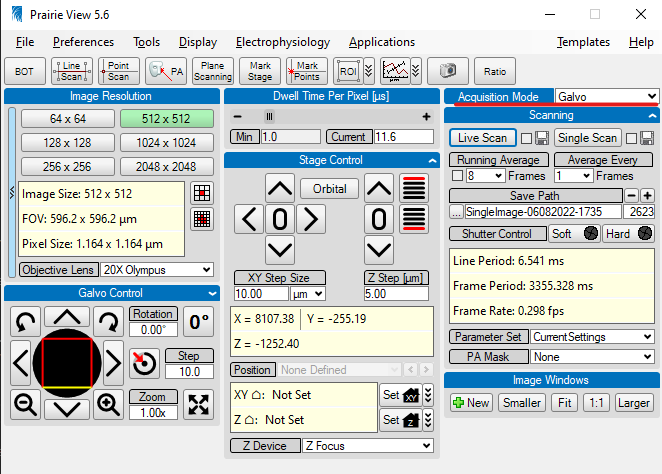 Prairie View 5.6
File Preferences Tools Display Electrophysiology Applications Templates Help
BOT Line Scan Point Scan PA Plane Scanning Mark Stage Mark Points ROI Ratio
Image Resolution
64 x 64 512 x 512
128 x 128 1024 x 1024
256 x 256 2048 x 2048
Image Size: 512 x 512
FOV: 596.2 x 596.2 µm
Pixel Size: 1.164 x 1.164 µm
Objective Lens 20X Olympus
Galvo Control
Rotation
0.00°
0°
Step
10.0
Zoom
1.00x
Dwell Time Per Pixel [µs]
Min 1.0 Current 11.6
Stage Control
Orbital
0 0
XY Step Size Z Step [µm]
10.00 µm 5.00
X = 8107.38 Y = -255.19
Z = -1252.40
Position None Defined
XY : Not Set Set XY
Z : Not Set Set Z
Z Device Z Focus
Acquisition Mode Galvo
Scanning
Live Scan Single Scan
Running Average Average Every
8 Frames 1 Frames
Save Path
... SingleImage-06082022-1735 2623
Shutter Control Soft Hard
Line Period: 6.541 ms
Frame Period: 3355.328 ms
Frame Rate: 0.298 fps
Parameter Set CurrentSettings
PA Mask None
Image Windows
New Smaller Fit 1:1 Larger